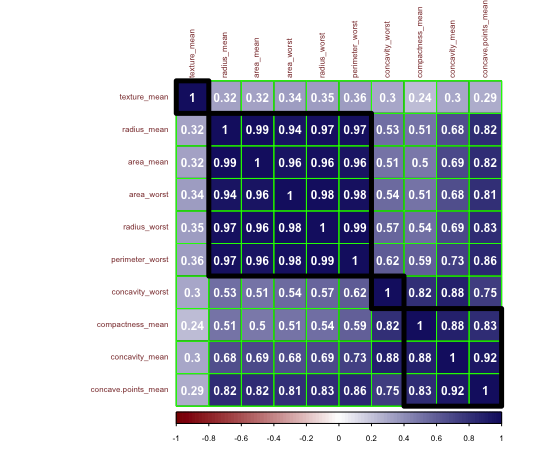 texture_mean radius_mean area_mean area_worst radius_worst perimeter_worst concavity_worst compactness_mean concavity_mean concave.points_mean
texture_mean 1 0.32 0.32 0.34 0.35 0.36 0.3 0.24 0.3 0.29
radius_mean 0.32 1 0.99 0.94 0.97 0.97 0.53 0.51 0.68 0.82
area_mean 0.32 0.99 1 0.96 0.96 0.96 0.51 0.5 0.69 0.82
area_worst 0.34 0.94 0.96 1 0.98 0.98 0.54 0.51 0.68 0.81
radius_worst 0.35 0.97 0.96 0.98 1 0.99 0.57 0.54 0.69 0.83
perimeter_worst 0.36 0.97 0.96 0.98 0.99 1 0.62 0.59 0.73 0.86
concavity_worst 0.3 0.53 0.51 0.54 0.57 0.62 1 0.82 0.88 0.75
compactness_mean 0.24 0.51 0.5 0.51 0.54 0.59 0.82 1 0.88 0.83
concavity_mean 0.3 0.68 0.69 0.68 0.69 0.73 0.88 0.88 1 0.92
concave.points_mean 0.29 0.82 0.82 0.81 0.83 0.86 0.75 0.83 0.92 1
-1 -0.8 -0.6 -0.4 -0.2 0 0.2 0.4 0.6 0.8 1